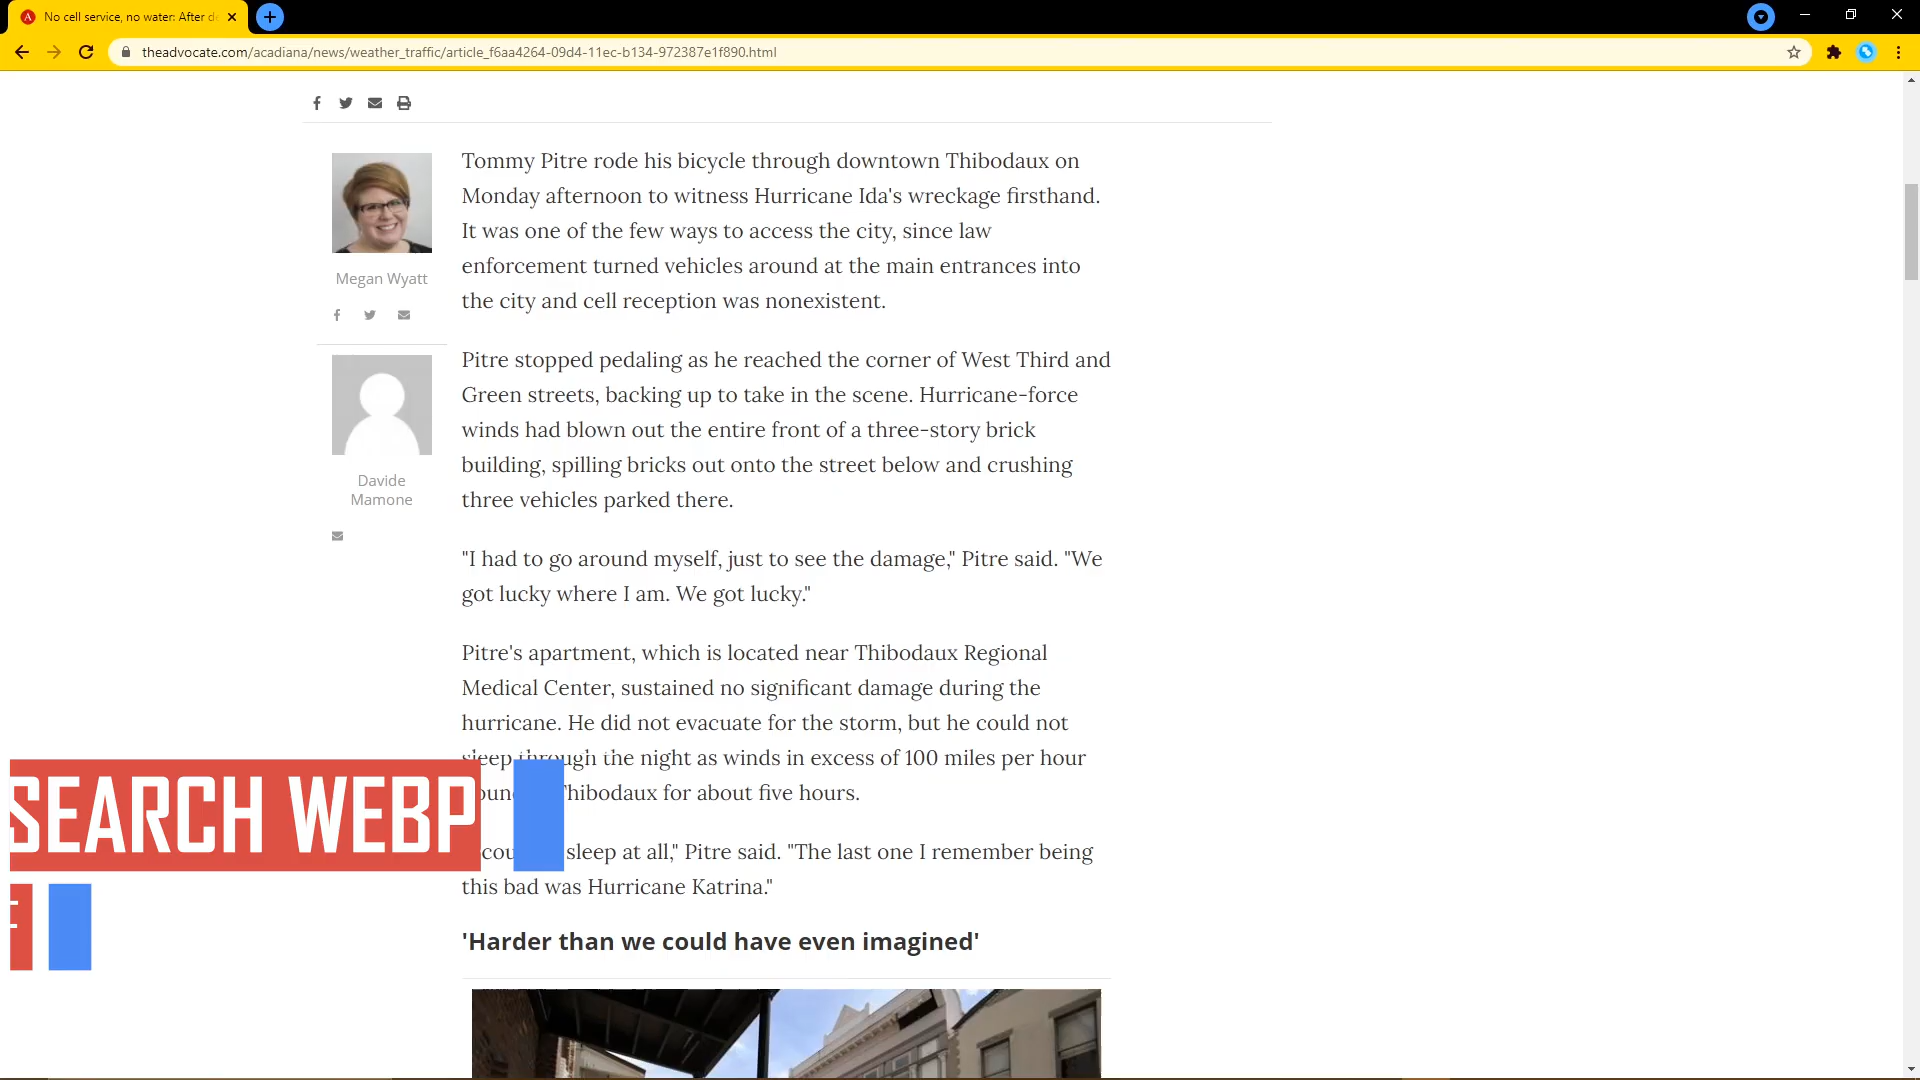 No cell service, no water: After de
theadvocate.com/acadiana/news/weather_traffic/article_f6aa4264-09d4-11ec-b134-972387e1f890.html
Megan Wyatt
Davide
Mamone
Tommy Pitre rode his bicycle through downtown Thibodaux on
Monday afternoon to witness Hurricane Ida's wreckage firsthand.
It was one of the few ways to access the city, since law
enforcement turned vehicles around at the main entrances into
the city and cell reception was nonexistent.
Pitre stopped pedaling as he reached the corner of West Third and
Green streets, backing up to take in the scene. Hurricane-force
winds had blown out the entire front of a three-story brick
building, spilling bricks out onto the street below and crushing
three vehicles parked there.
"I had to go around myself, just to see the damage," Pitre said. "We
got lucky where I am. We got lucky."
Pitre's apartment, which is located near Thibodaux Regional
Medical Center, sustained no significant damage during the
hurricane. He did not evacuate for the storm, but he could not
sleep through the night as winds in excess of 100 miles per hour
Thibodaux for about five hours.
sleep at all," Pitre said. "The last one I remember being
this bad was Hurricane Katrina."
'Harder than we could have even imagined'
SEARCH WEBP